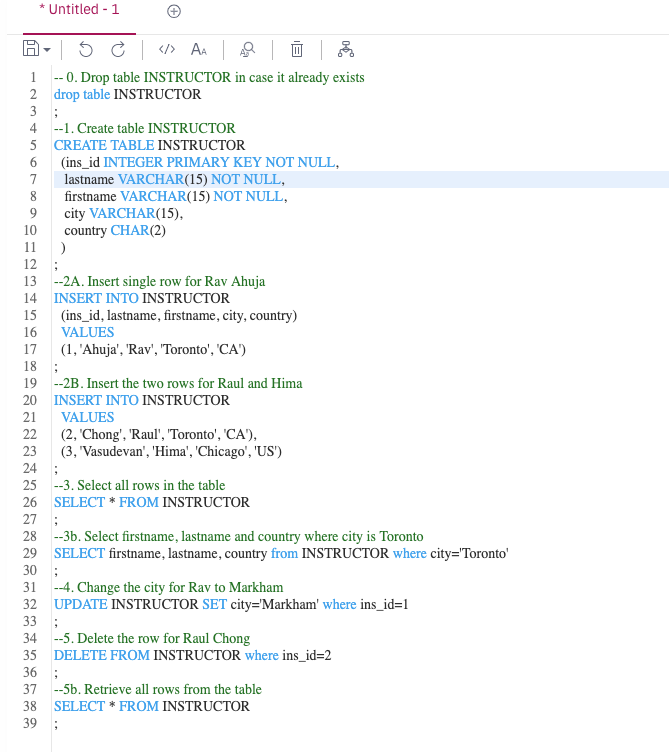 * Untitled - 1
1 -- 0. Drop table INSTRUCTOR in case it already exists
2 drop table INSTRUCTOR
3 ;
4 --1. Create table INSTRUCTOR
5 CREATE TABLE INSTRUCTOR
6 (ins_id INTEGER PRIMARY KEY NOT NULL,
7 lastname VARCHAR(15) NOT NULL,
8 firstname VARCHAR(15) NOT NULL,
9 city VARCHAR(15),
10 country CHAR(2)
11 )
12 ;
13 --2A. Insert single row for Rav Ahuja
14 INSERT INTO INSTRUCTOR
15 (ins_id, lastname, firstname, city, country)
16 VALUES
17 (1, 'Ahuja', 'Rav', 'Toronto', 'CA')
18 ;
19 --2B. Insert the two rows for Raul and Hima
20 INSERT INTO INSTRUCTOR
21 VALUES
22 (2, 'Chong', 'Raul', 'Toronto', 'CA'),
23 (3, 'Vasudevan', 'Hima', 'Chicago', 'US')
24 ;
25 --3. Select all rows in the table
26 SELECT * FROM INSTRUCTOR
27 ;
28 --3b. Select firstname, lastname and country where city is Toronto
29 SELECT firstname, lastname, country from INSTRUCTOR where city='Toronto'
30 ;
31 --4. Change the city for Rav to Markham
32 UPDATE INSTRUCTOR SET city='Markham' where ins_id=1
33 ;
34 --5. Delete the row for Raul Chong
35 DELETE FROM INSTRUCTOR where ins_id=2
36 ;
37 --5b. Retrieve all rows from the table
38 SELECT * FROM INSTRUCTOR
39 ;